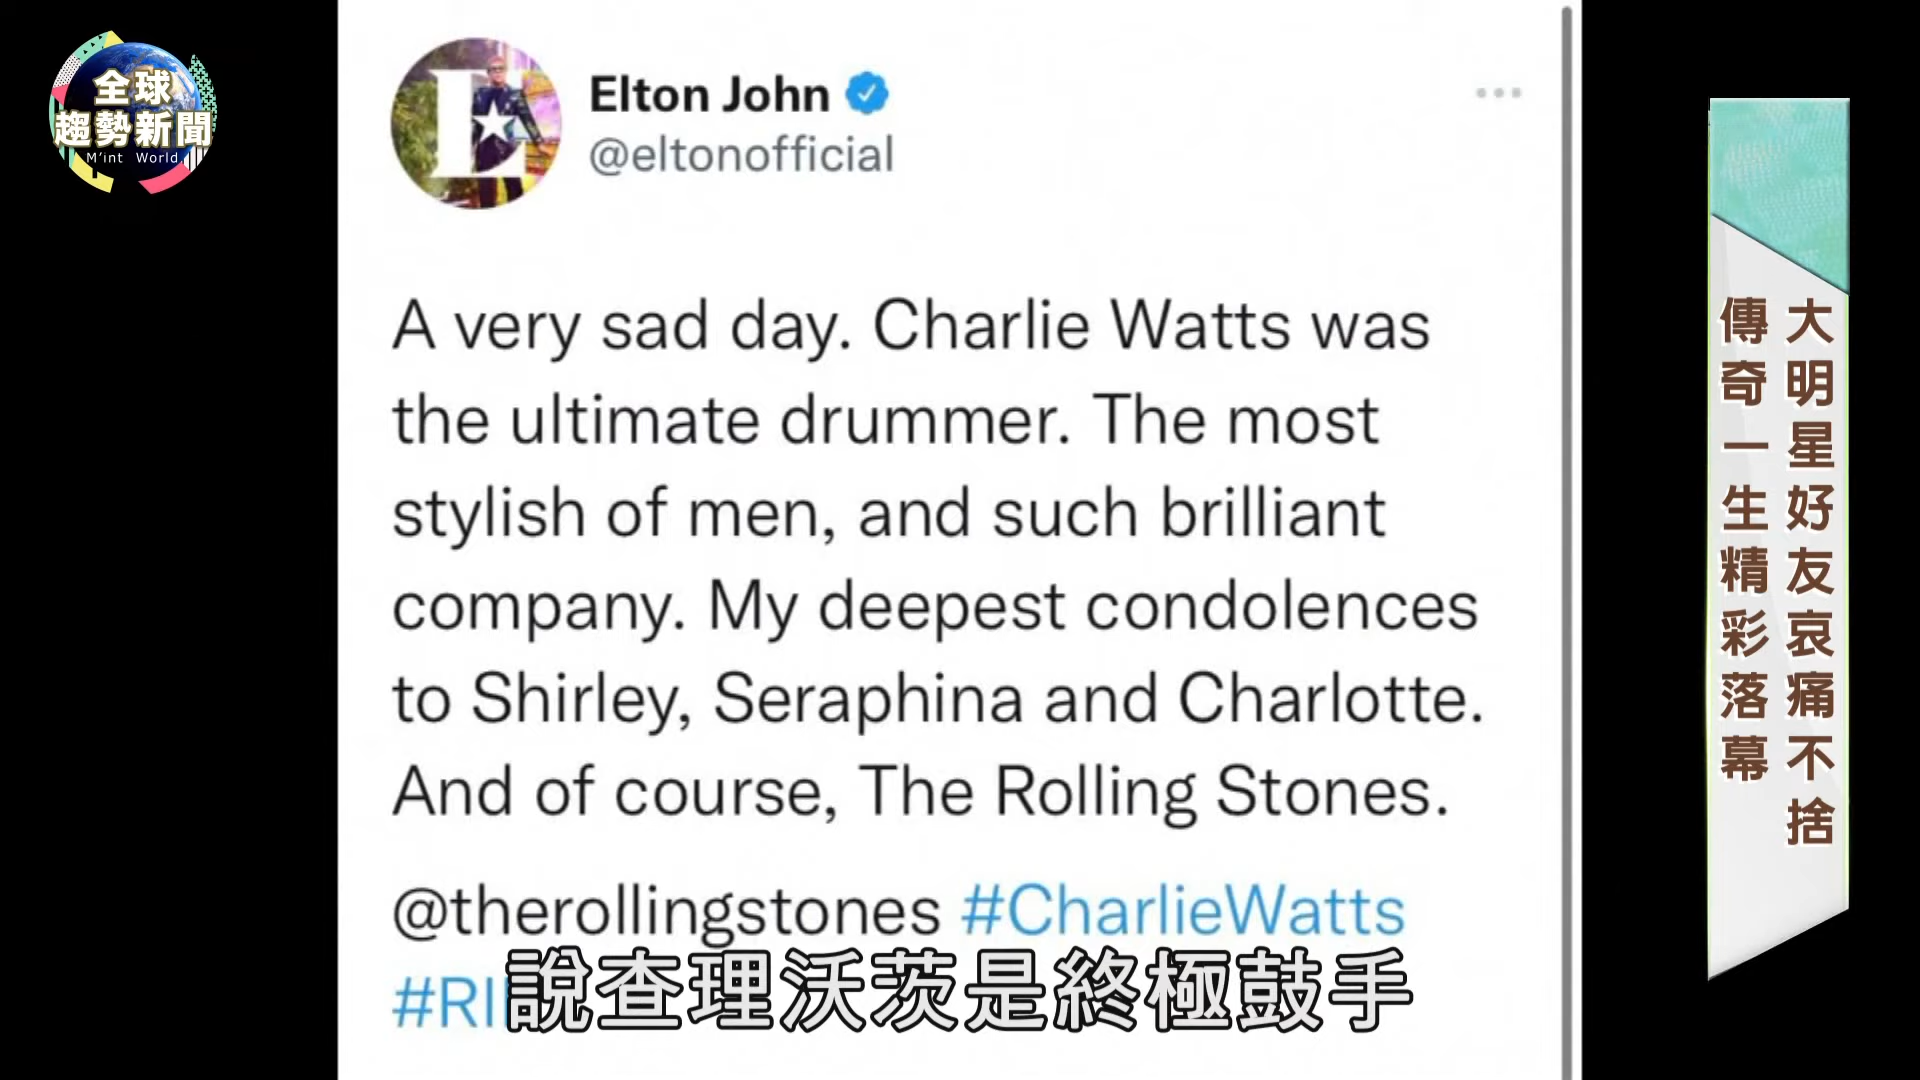 全球
趨勢新聞
M'int World
Elton John
@eltonofficial
A very sad day. Charlie Watts was
the ultimate drummer. The most
stylish of men, and such brilliant
company. My deepest condolences
to Shirley, Seraphina and Charlotte.
And of course, The Rolling Stones.
@therollingstones #CharlieWatts
說查理沃茨是終極鼓手
大明星好友哀痛不捨
傳奇一生精彩落幕